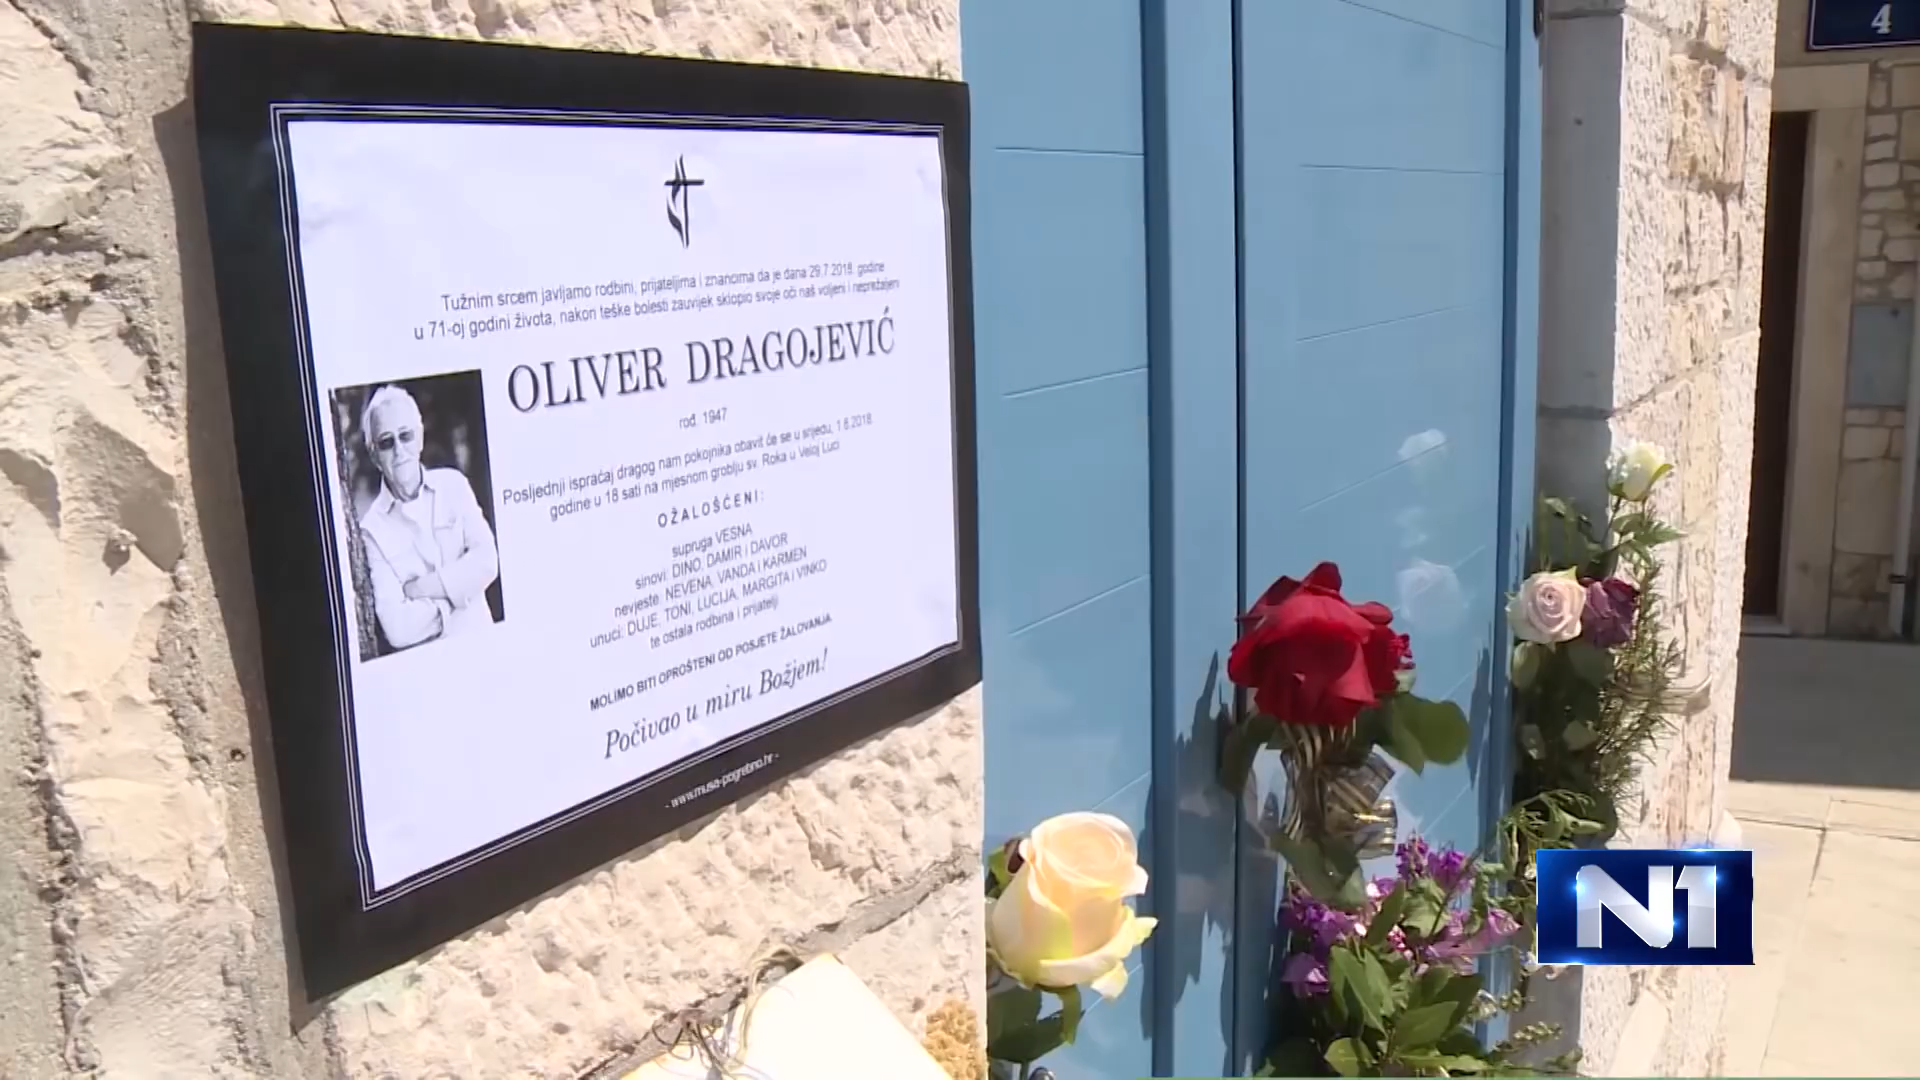 4
Tužnim srcem javljamo rodbini, prijateljima i znancima da je dana 29.7.2018. godine
u 71-oj godini života, nakon teške bolesti zauvijek sklopio svoje oči naš voljeni i neprežaljeni
OLIVER DRAGOJEVIĆ
rođ. 1947
Posljednji ispraćaj dragog nam pokojnika obavit će se u srijedu, 1.8.2018.
godine u 18 sati na mjesnom groblju sv. Roka u Veloj Luci
OŽALOŠĆENI:
supruga VESNA
sinovi: DINO, DAMIR i DAVOR
nevjeste: NEVENA, VANDA i KARMEN
unuci: DUJE, TONI, LUCIJA, MARGITA i VINKO
te ostala rodbina i prijatelji
MOLIMO BITI OPROŠTENI OD POSJETE ŽALOVANJA
Počivao u miru Božjem!
- www.musa-pogrebno.hr -
N1